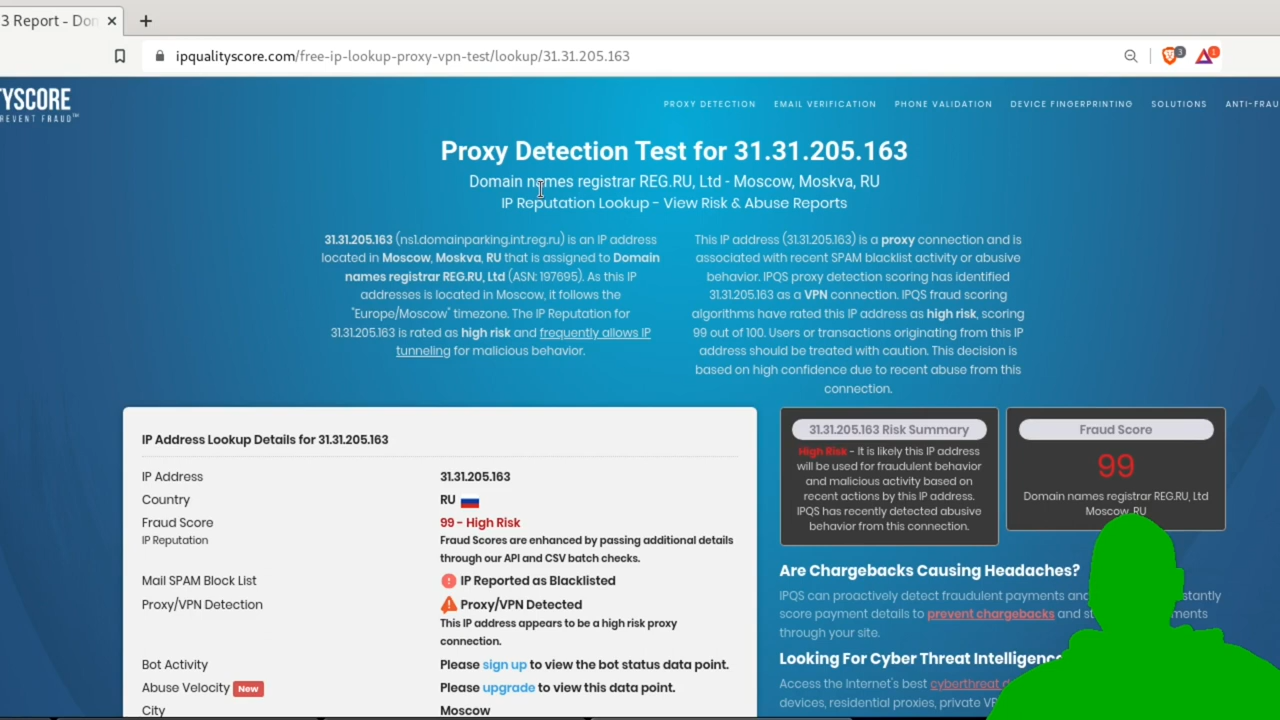 3 Report - Don
ipqualityscore.com/free-ip-lookup-proxy-vpn-test/lookup/31.31.205.163
3
1
TYSCORE
PREVENT FRAUD™
PROXY DETECTION
EMAIL VERIFICATION
PHONE VALIDATION
DEVICE FINGERPRINTING
SOLUTIONS
ANTI-FRAU
Proxy Detection Test for 31.31.205.163
Domain names registrar REG.RU, Ltd - Moscow, Moskva, RU
IP Reputation Lookup - View Risk & Abuse Reports
31.31.205.163 (ns1.domainparking.int.reg.ru) is an IP address
located in Moscow, Moskva, RU that is assigned to Domain
names registrar REG.RU, Ltd (ASN: 197695). As this IP
addresses is located in Moscow, it follows the
"Europe/Moscow" timezone. The IP Reputation for
31.31.205.163 is rated as high risk and frequently allows IP
tunneling for malicious behavior.
This IP address (31.31.205.163) is a proxy connection and is
associated with recent SPAM blacklist activity or abusive
behavior. IPQS proxy detection scoring has identified
31.31.205.163 as a VPN connection. IPQS fraud scoring
algorithms have rated this IP address as high risk, scoring
99 out of 100. Users or transactions originating from this IP
address should be treated with caution. This decision is
based on high confidence due to recent abuse from this
connection.
IP Address Lookup Details for 31.31.205.163
IP Address 31.31.205.163
Country RU
Fraud Score 99 - High Risk
IP Reputation Fraud Scores are enhanced by passing additional details
through our API and CSV batch checks.
Mail SPAM Block List IP Reported as Blacklisted
Proxy/VPN Detection Proxy/VPN Detected
This IP address appears to be a high risk proxy
connection.
Bot Activity Please sign up to view the bot status data point.
Abuse Velocity New Please upgrade to view this data point.
City Moscow
31.31.205.163 Risk Summary
High Risk - It is likely this IP address
will be used for fraudulent behavior
and malicious activity based on
recent actions by this IP address.
IPQS has recently detected abusive
behavior from this connection.
Fraud Score
99
Domain names registrar REG.RU, Ltd
Moscow, RU
Are Chargebacks Causing Headaches?
IPQS can proactively detect fraudulent payments and stantly
score payment details to prevent chargebacks and st ments
through your site.
Looking For Cyber Threat Intelligence
Access the Internet's best cyberthreat d
devices, residential proxies, private VP